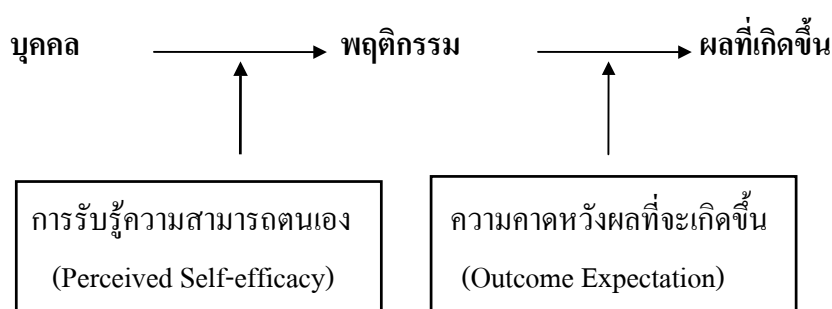 บุคคล พฤติกรรม ผลที่เกิดขึ้น
การรับรู้ความสามารถตนเอง
(Perceived Self-efficacy)
ความคาดหวังผลที่จะเกิดขึ้น
(Outcome Expectation)